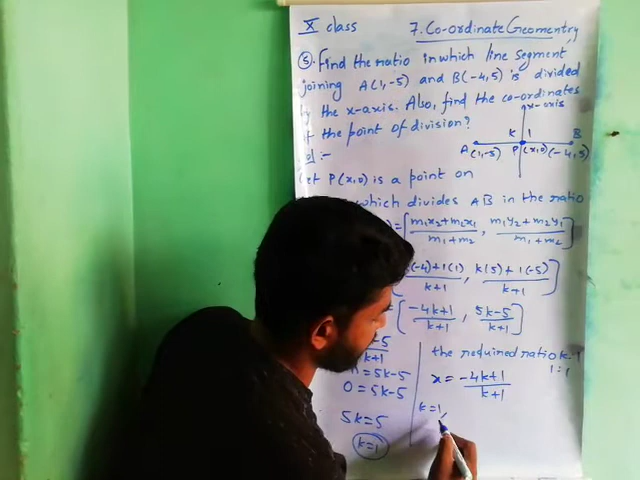 X class 7. Co-ordinate Geomentry
⑤. Find the ratio in which line segment
joining A(1,-5) and B(-4,5) is divided
by the x-axis. Also, find the co-ordinates
of the point of division?
x-axis
K 1
A B
(1,-5) P(x,0) (-4,5)
Sol:-
Let P(x,0) is a point on
which divides AB in the ratio
) = [m₁x₂+m₂x₁/m₁+m₂, m₁y₂+m₂y₁/m₁+m₂]
(-4)+1(1)/k+1, k(5)+1(-5)/k+1]
[-4k+1/k+1, 5k-5/k+1]
-5/k+1
= 5k-5
0 = 5k-5
5k = 5
k=1
the required ratio k:1
1:1
x = -4k+1/k+1
k=1